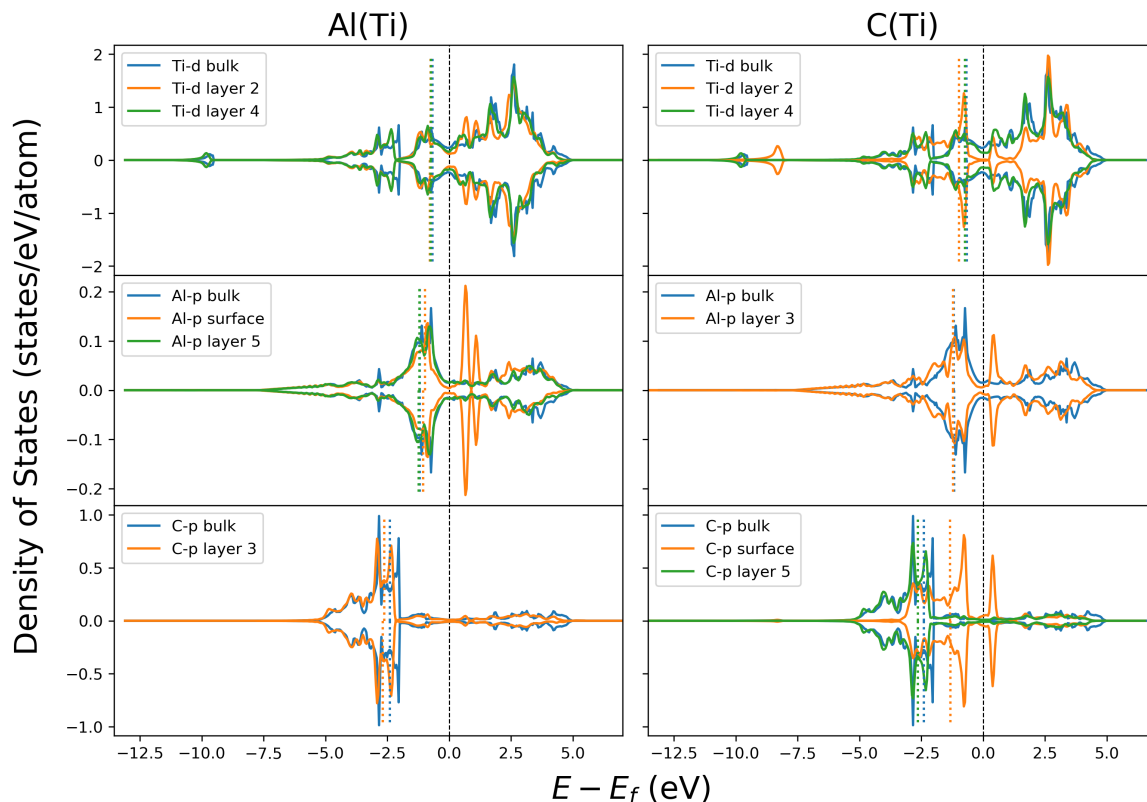 Al(Ti)
C(Ti)
Density of States (states/eV/atom)
2
1
0
−1
−2
Ti-d bulk
Ti-d layer 2
Ti-d layer 4
Ti-d bulk
Ti-d layer 2
Ti-d layer 4
0.2
0.1
0.0
−0.1
−0.2
Al-p bulk
Al-p surface
Al-p layer 5
Al-p bulk
Al-p layer 3
1.0
0.5
0.0
−0.5
−1.0
C-p bulk
C-p layer 3
C-p bulk
C-p surface
C-p layer 5
−12.5 −10.0 −7.5 −5.0 −2.5 0.0 2.5 5.0
−12.5 −10.0 −7.5 −5.0 −2.5 0.0 2.5 5.0
E − E_f (eV)